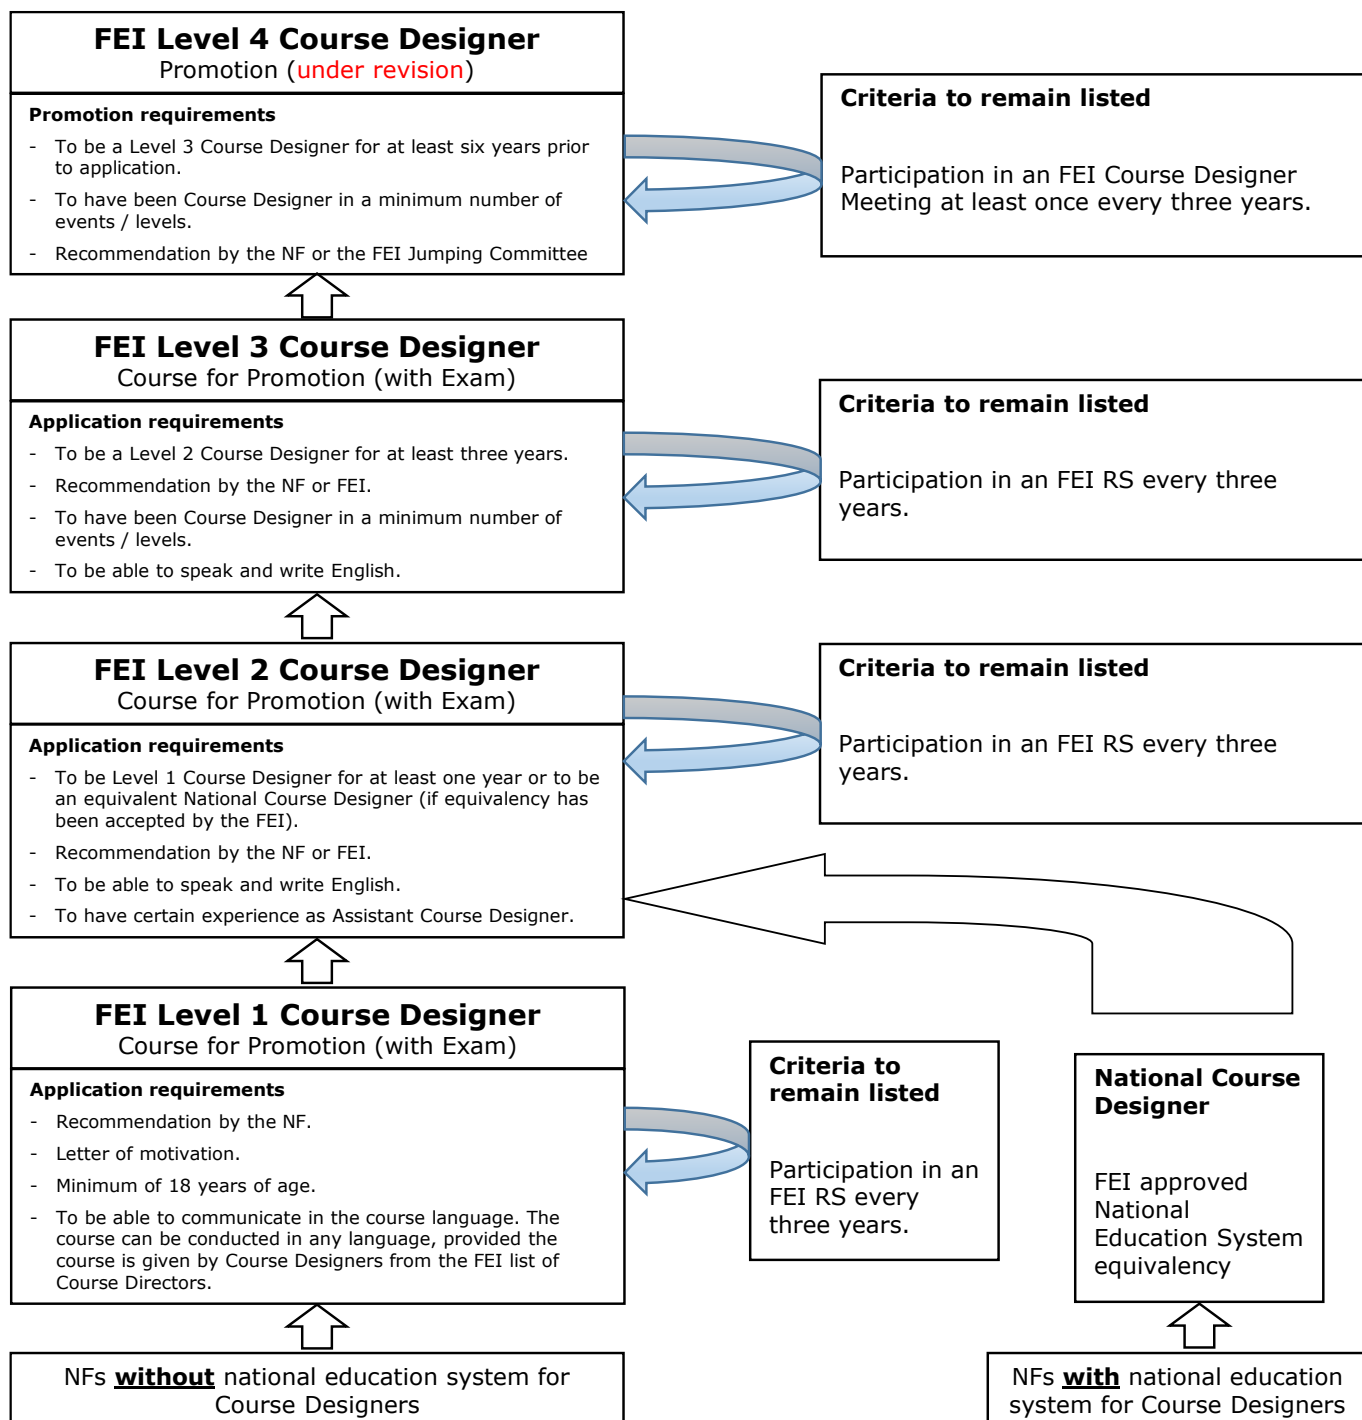 FEI Level 4 Course Designer
Promotion (under revision)
Promotion requirements
- To be a Level 3 Course Designer for at least six years prior
to application.
- To have been Course Designer in a minimum number of
events / levels.
- Recommendation by the NF or the FEI Jumping Committee
Criteria to remain listed
Participation in an FEI Course Designer
Meeting at least once every three years.
FEI Level 3 Course Designer
Course for Promotion (with Exam)
Application requirements
- To be a Level 2 Course Designer for at least three years.
- Recommendation by the NF or FEI.
- To have been Course Designer in a minimum number of
events / levels.
- To be able to speak and write English.
Criteria to remain listed
Participation in an FEI RS every three
years.
FEI Level 2 Course Designer
Course for Promotion (with Exam)
Application requirements
- To be Level 1 Course Designer for at least one year or to be
an equivalent National Course Designer (if equivalency has
been accepted by the FEI).
- Recommendation by the NF or FEI.
- To be able to speak and write English.
- To have certain experience as Assistant Course Designer.
Criteria to remain listed
Participation in an FEI RS every three
years.
FEI Level 1 Course Designer
Course for Promotion (with Exam)
Application requirements
- Recommendation by the NF.
- Letter of motivation.
- Minimum of 18 years of age.
- To be able to communicate in the course language. The
course can be conducted in any language, provided the
course is given by Course Designers from the FEI list of
Course Directors.
Criteria to
remain listed
Participation in an
FEI RS every
three years.
National Course
Designer
FEI approved
National
Education System
equivalency
NFs without national education system for
Course Designers
NFs with national education
system for Course Designers